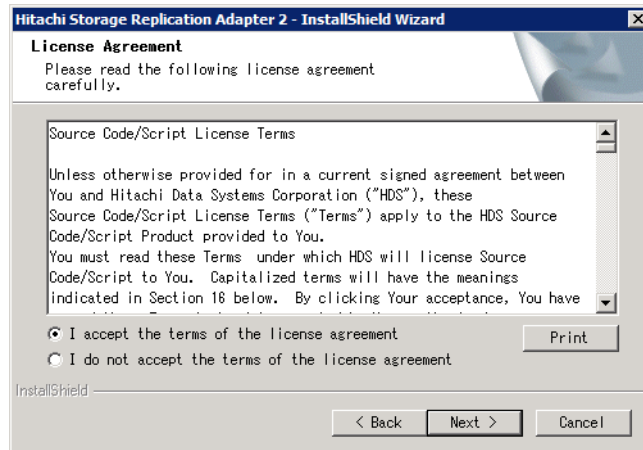 Hitachi Storage Replication Adapter 2 - InstallShield Wizard
License Agreement
Please read the following license agreement
carefully.
Source Code/Script License Terms
Unless otherwise provided for in a current signed agreement between
You and Hitachi Data Systems Corporation ("HDS"), these
Source Code/Script License Terms ("Terms") apply to the HDS Source
Code/Script Product provided to You.
You must read these Terms  under which HDS will license Source
Code/Script to You.  Capitalized terms will have the meanings
indicated in Section 16 below.  By clicking Your acceptance, You have
I accept the terms of the license agreement
Print
I do not accept the terms of the license agreement
InstallShield
< Back
Next >
Cancel